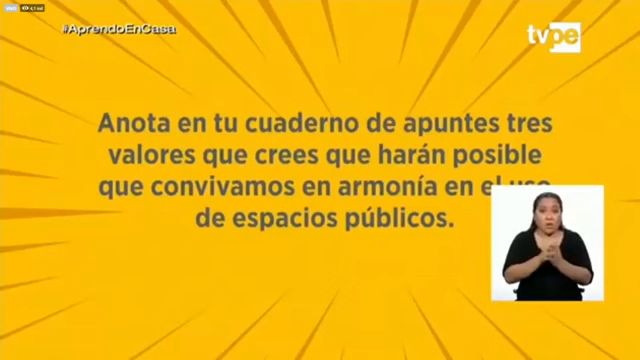 #AprendoEnCasa
tvpe
Anota en tu cuaderno de apuntes tres
valores que crees que harán posible
que convivamos en armonía en el uso
de espacios públicos.